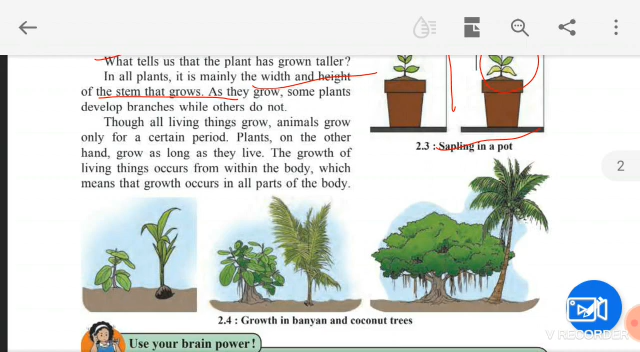 What tells us that the plant has grown taller?
In all plants, it is mainly the width and height
of the stem that grows. As they grow, some plants
develop branches while others do not.
Though all living things grow, animals grow
only for a certain period. Plants, on the other
hand, grow as long as they live. The growth of
living things occurs from within the body, which
means that growth occurs in all parts of the body.
2.3 : Sapling in a pot
2
2.4 : Growth in banyan and coconut trees
Use your brain power !
V RECORDER